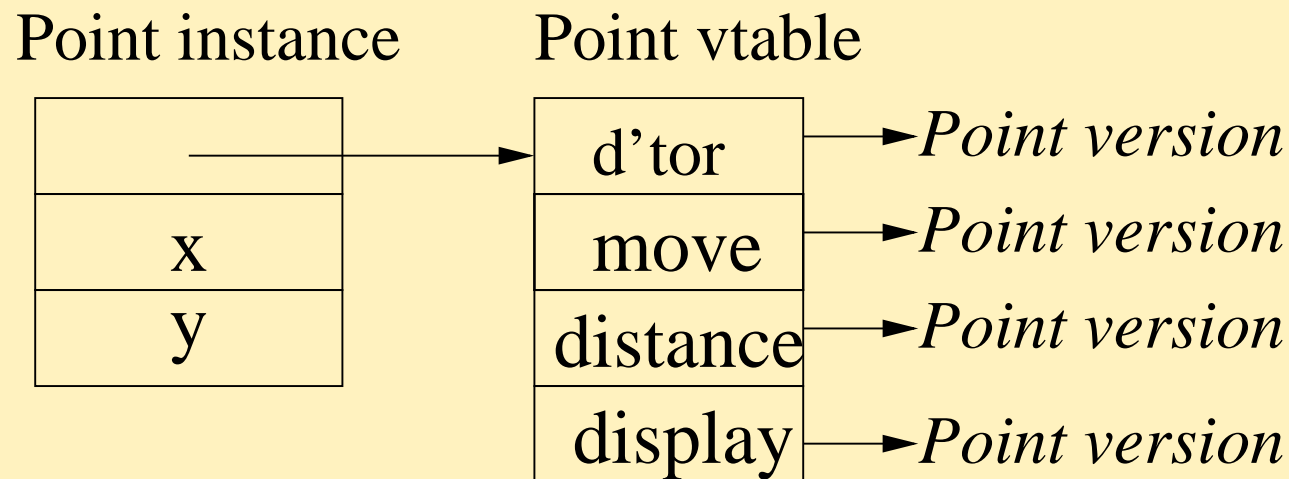 Point instance
Point vtable
d’tor
Point version
x
move
Point version
y
distance
Point version
display
Point version